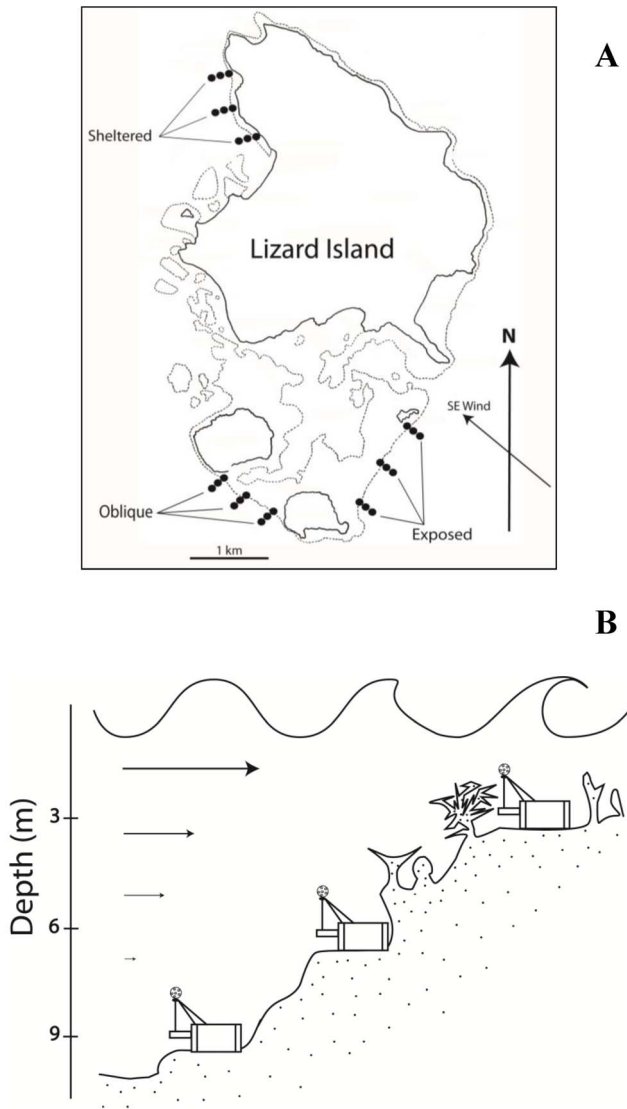 A
Sheltered
Lizard Island
N
SE Wind
Oblique
Exposed
1 km
B
Depth (m)
3
6
9